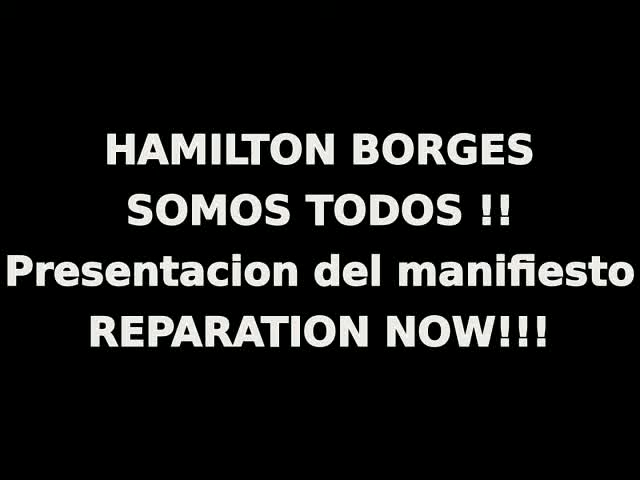 HAMILTON BORGES
SOMOS TODOS !!
Presentacion del manifiesto
REPARATION NOW!!!